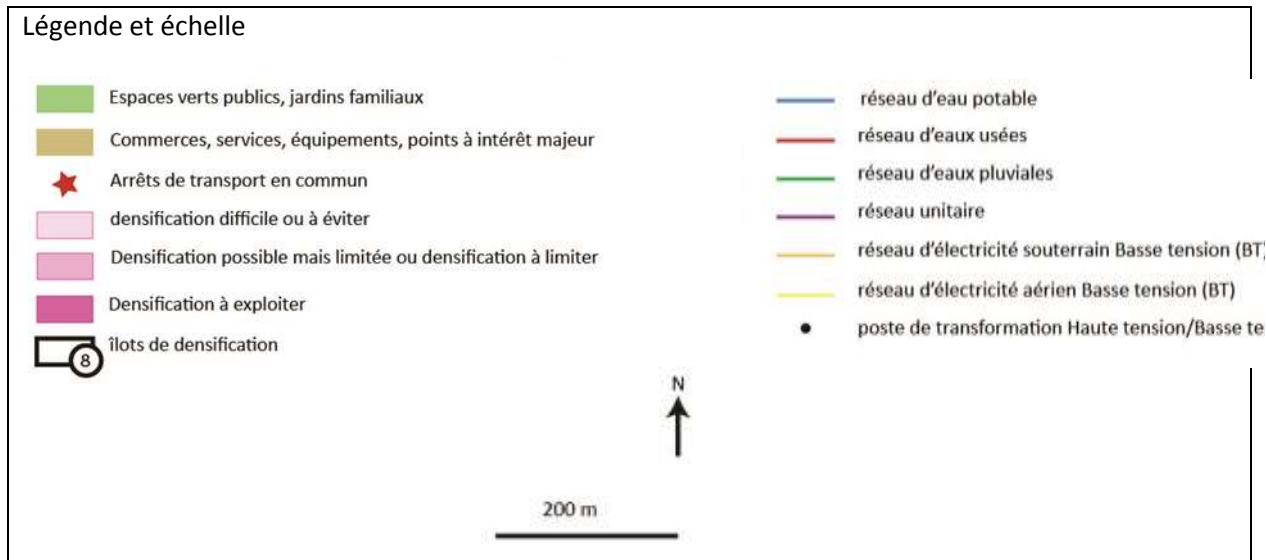 Légende et échelle
Espaces verts publics, jardins familiaux
Commerces, services, équipements, points à intérêt majeur
Arrêts de transport en commun
densification difficile ou à éviter
Densification possible mais limitée ou densification à limiter
Densification à exploiter
8
îlots de densification
réseau d'eau potable
réseau d'eaux usées
réseau d'eaux pluviales
réseau unitaire
réseau d'électricité souterrain Basse tension (BT)
réseau d'électricité aérien Basse tension (BT)
poste de transformation Haute tension/Basse te
N
200 m